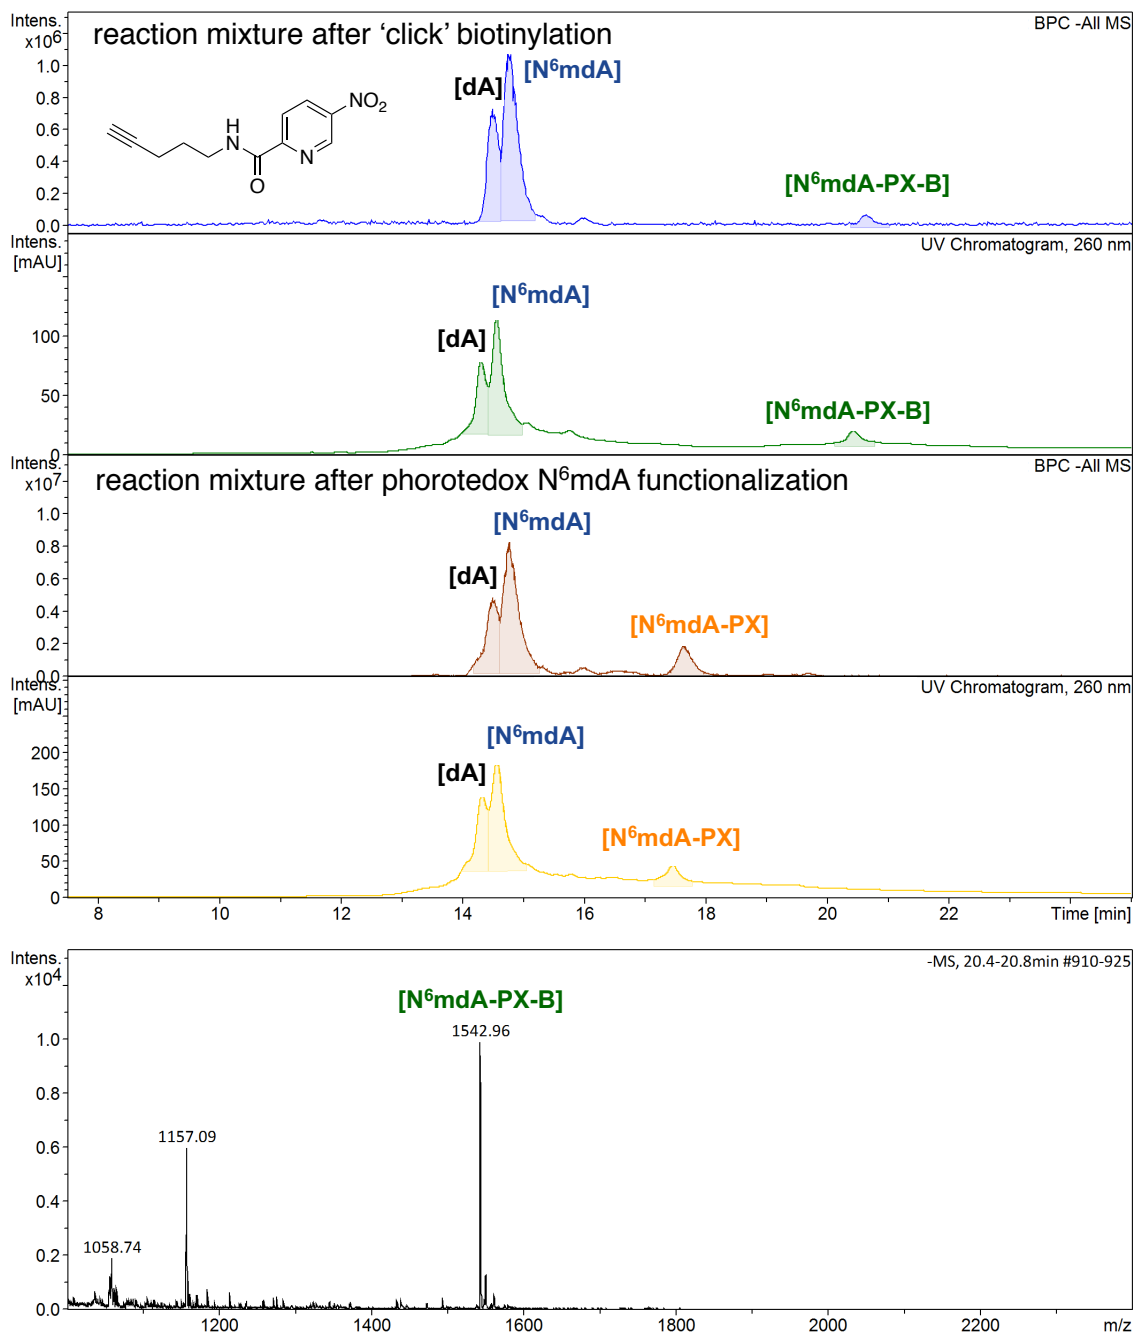 Intens.
x10⁶
BPC -All MS
reaction mixture after ‘click’ biotinylation
[dA]
[N⁶mdA]
[N⁶mdA-PX-B]
1.0
0.8
0.6
0.4
0.2
0.0
NO₂
H
N
N
O
Intens.
[mAU]
UV Chromatogram, 260 nm
[N⁶mdA]
[dA]
[N⁶mdA-PX-B]
100
50
0
Intens.
x10⁷
BPC -All MS
reaction mixture after phorotedox N⁶mdA functionalization
[N⁶mdA]
[dA]
[N⁶mdA-PX]
1.0
0.8
0.6
0.4
0.2
0.0
Intens.
[mAU]
UV Chromatogram, 260 nm
[N⁶mdA]
[dA]
[N⁶mdA-PX]
200
150
100
50
0
8 10 12 14 16 18 20 22 Time [min]
Intens.
x10⁴
-MS, 20.4-20.8min #910-925
[N⁶mdA-PX-B]
1542.96
1157.09
1058.74
1.0
0.8
0.6
0.4
0.2
0.0
1200 1400 1600 1800 2000 2200 m/z